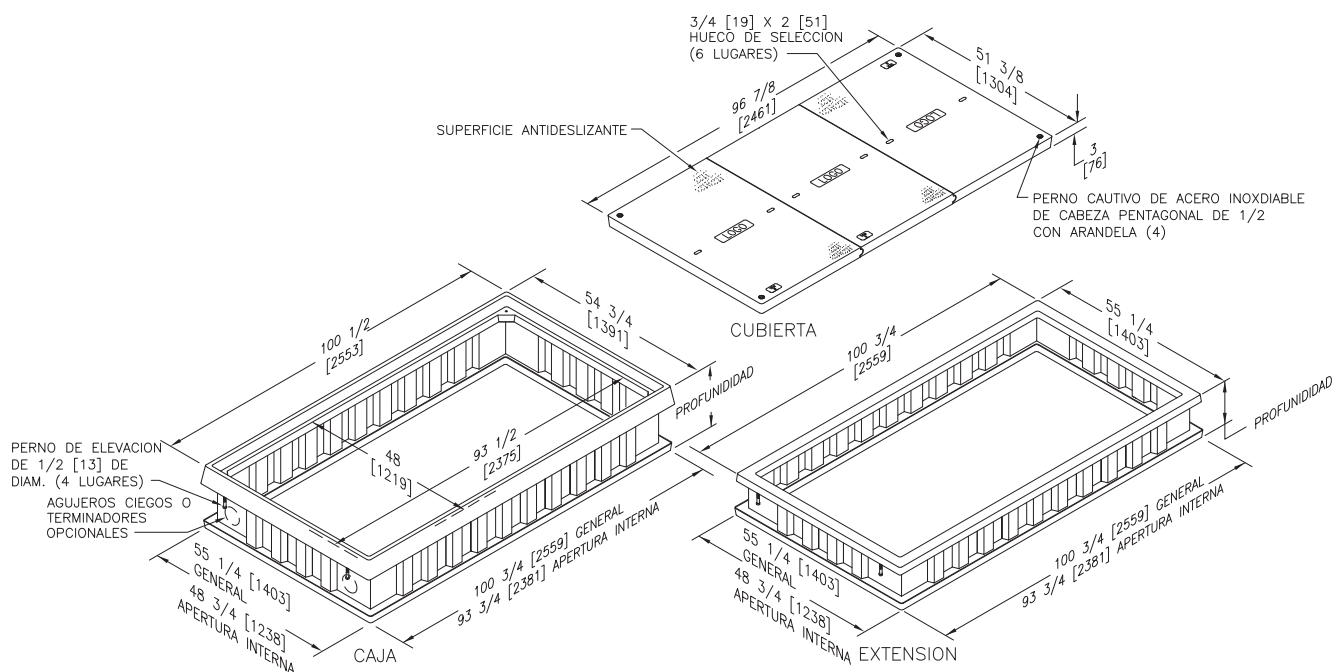 3/4 [19] X 2 [51]
HUECO DE SELECCION
(6 LUGARES)
51 3/8
[1304]
96 7/8
[2461]
SUPERFICIE ANTIDESLIZANTE
LOGO
LOGO
LOGO
3
[76]
PERNO CAUTIVO DE ACERO INOXDIABLE
DE CABEZA PENTAGONAL DE 1/2
CON ARANDELA (4)
CUBIERTA
100 1/2
[2553]
54 3/4
[1391]
PROFUNIDIDAD
48
[1219]
93 1/2
[2375]
PERNO DE ELEVACION
DE 1/2 [13] DE
DIAM. (4 LUGARES)
AGUJEROS CIEGOS O
TERMINADORES
OPCIONALES
55 1/4 [1403]
GENERAL
48 3/4 [1238]
APERTURA INTERNA
100 3/4 [2559] GENERAL
93 3/4 [2381] APERTURA INTERNA
CAJA
100 3/4
[2559]
55 1/4
[1403]
PROFUNIDIDAD
55 1/4 [1403]
GENERAL
48 3/4 [1238]
APERTURA INTERNA
100 3/4 [2559] GENERAL
93 3/4 [2381] APERTURA INTERNA
EXTENSION